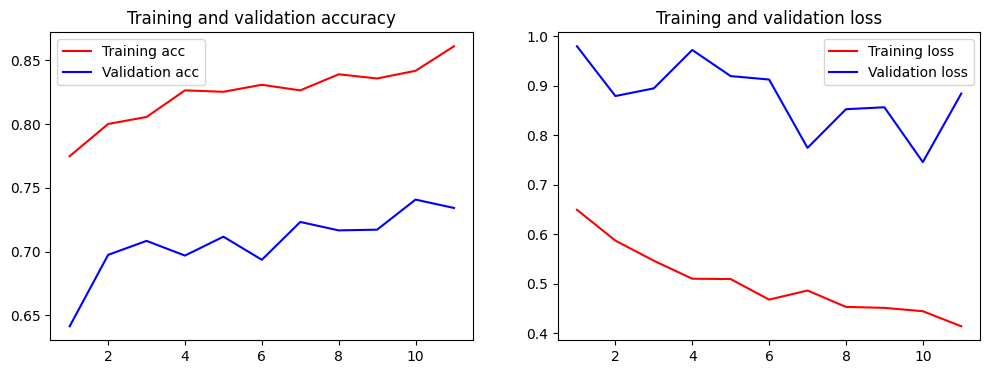 Training and validation accuracy
Training acc
Validation acc
0.85
0.80
0.75
0.70
0.65
2 4 6 8 10
Training and validation loss
Training loss
Validation loss
1.0
0.9
0.8
0.7
0.6
0.5
0.4
2 4 6 8 10